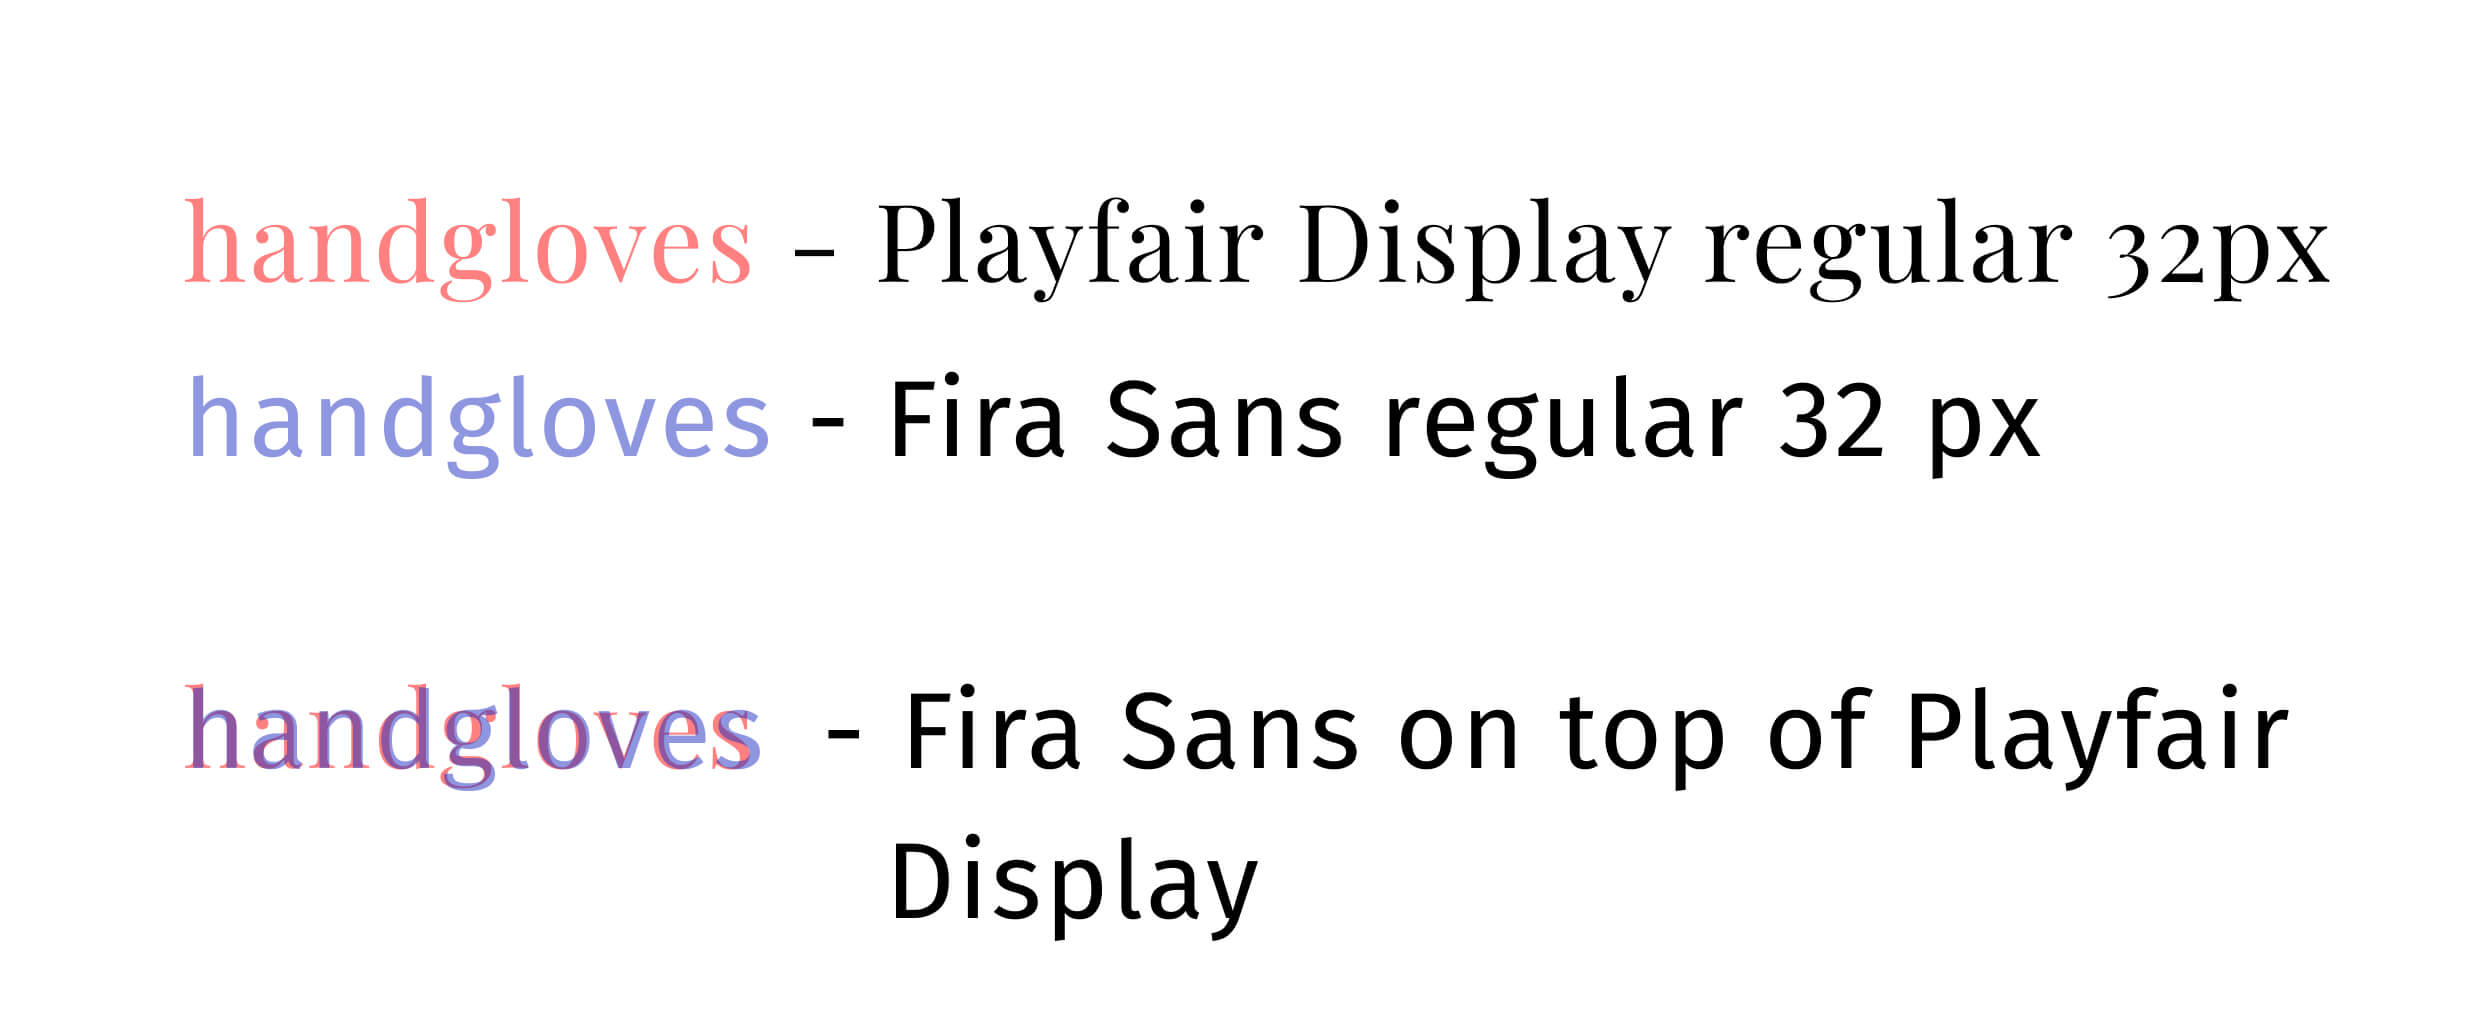 handgloves – Playfair Display regular 32px
handgloves - Fira Sans regular 32 px
handgloves - Fira Sans on top of Playfair
Display